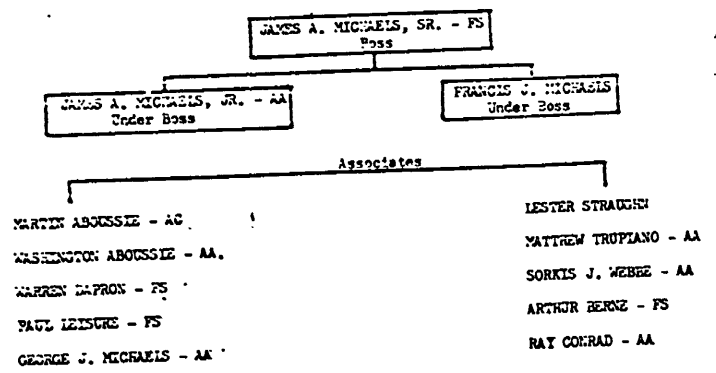 JAMES A. MICHAELS, SR. - FS
Boss
JAMES A. MICHAELS, JR. - AA
Under Boss
FRANCIS J. MICHAELS
Under Boss
Associates
MARTIN ABOUSSIE - AG
WASHINGTON ABOUSSIE - AA.
WARREN DAPRON - FS
PAUL LEISURE - FS
GEORGE J. MICHAELS - AA
LESTER STRAUGHN
MATTHEW TRUPIANO - AA
SORKIS J. WEBBE - AA
ARTHUR BERNE - FS
RAY CONRAD - AA